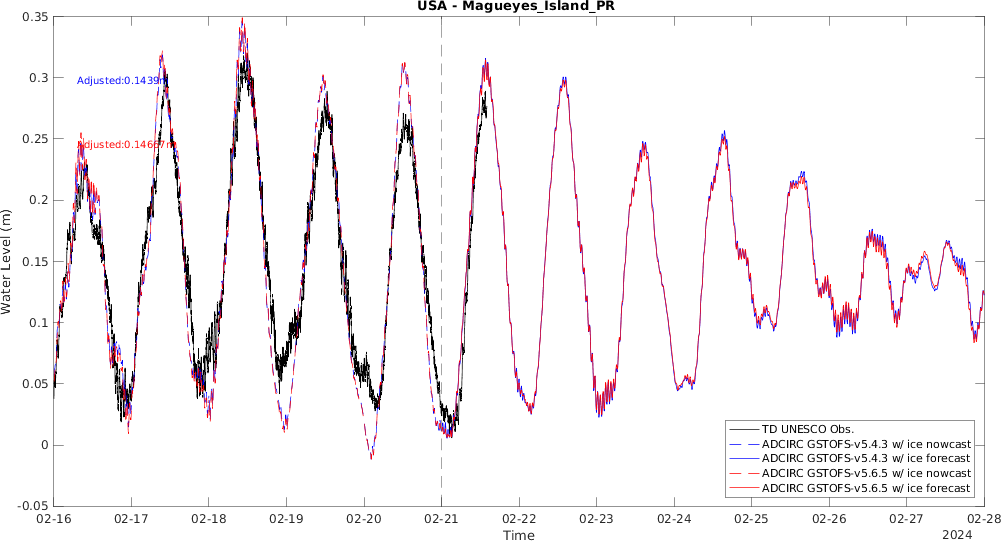 USA - Magueyes_Island_PR
0.35
0.3
0.25
0.2
0.15
0.1
0.05
0
-0.05
Water Level (m)
Adjusted:0.1439m
Adjusted:0.14667m
TD UNESCO Obs.
ADCIRC GSTOFS-v5.4.3 w/ ice nowcast
ADCIRC GSTOFS-v5.4.3 w/ ice forecast
ADCIRC GSTOFS-v5.6.5 w/ ice nowcast
ADCIRC GSTOFS-v5.6.5 w/ ice forecast
02-16 02-17 02-18 02-19 02-20 02-21 02-22 02-23 02-24 02-25 02-26 02-27 02-28
Time
2024